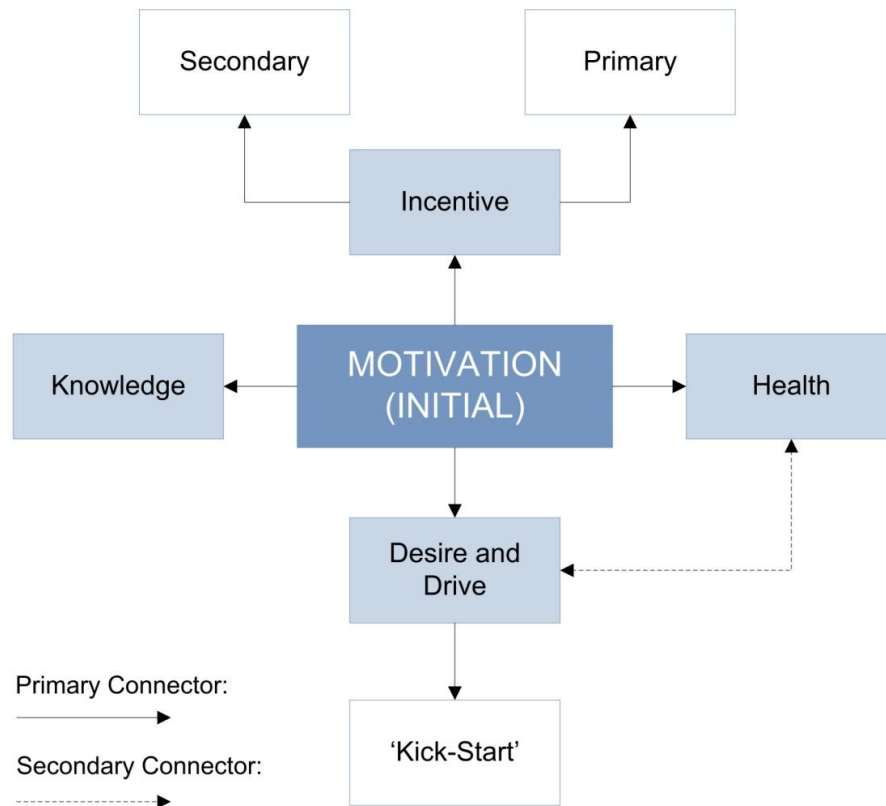 Secondary
Primary
Incentive
Knowledge
MOTIVATION
(INITIAL)
Health
Desire and
Drive
Primary Connector:
‘Kick-Start’
Secondary Connector: